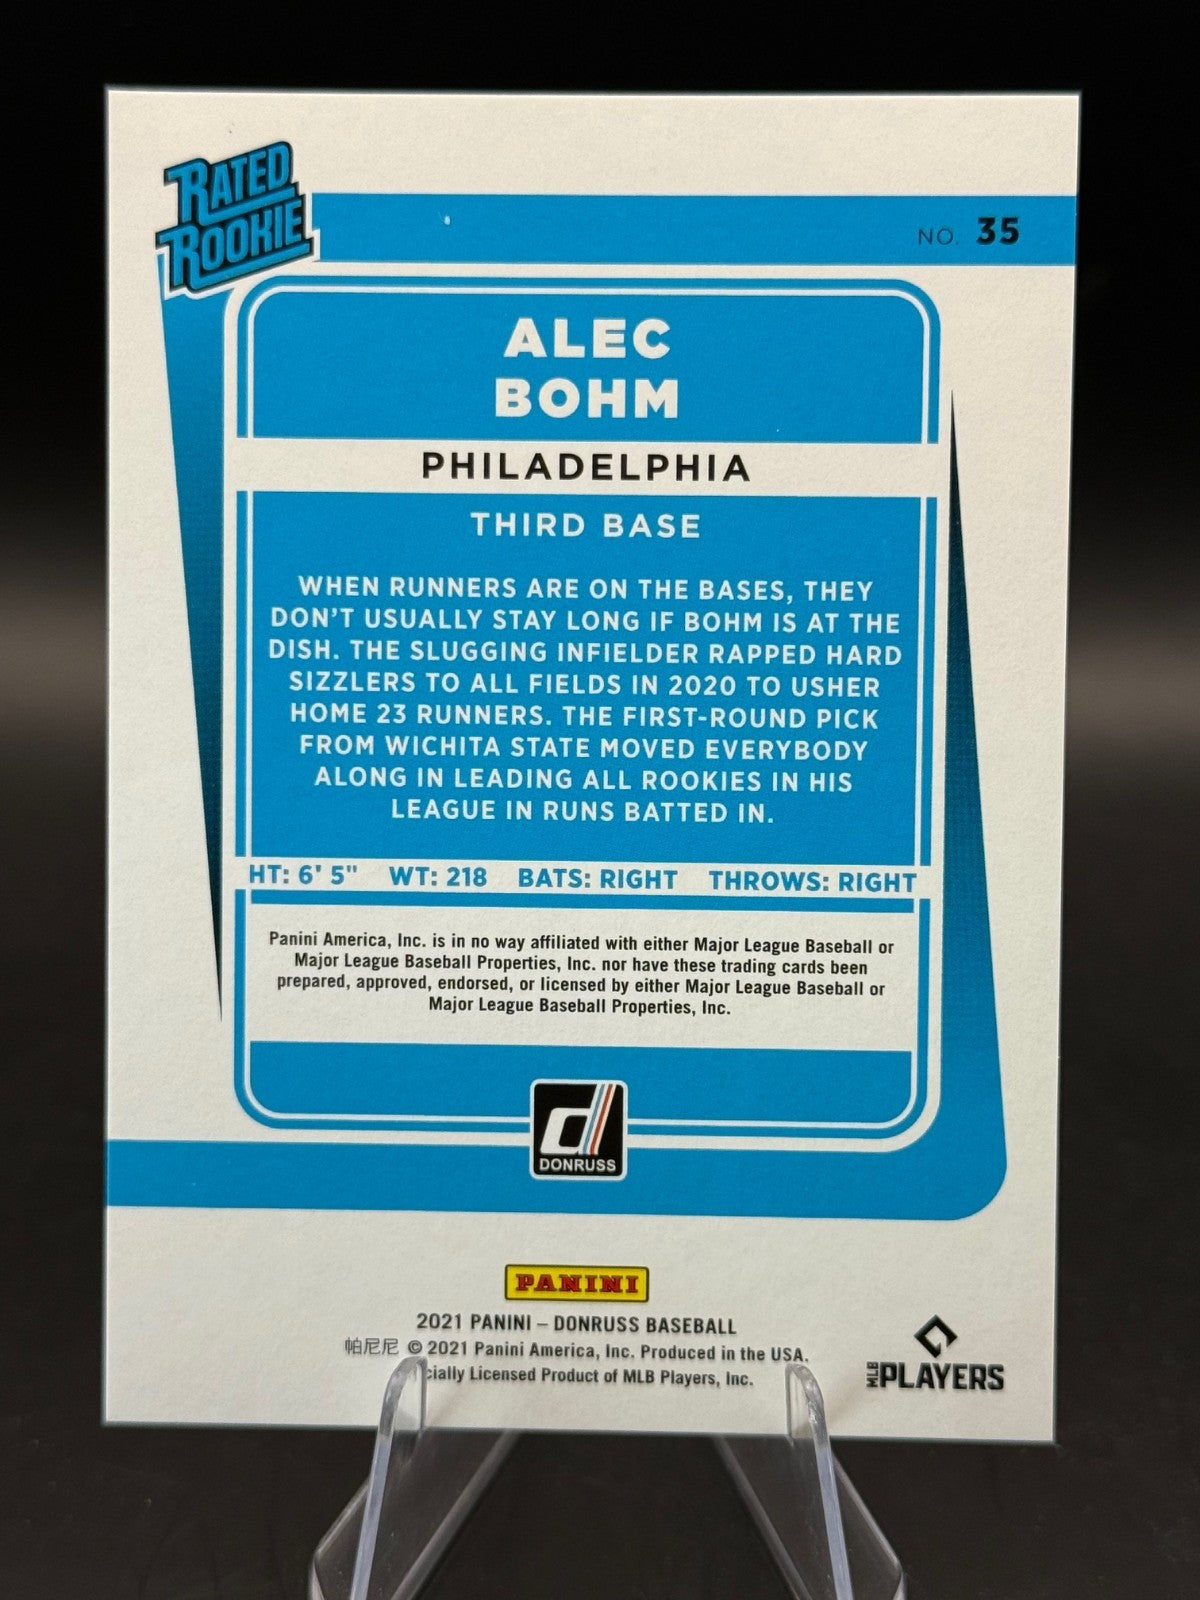 RATED
ROOKIE
NO. 35
ALEC
BOHM
PHILADELPHIA
THIRD BASE
WHEN RUNNERS ARE ON THE BASES, THEY
DON'T USUALLY STAY LONG IF BOHM IS AT THE
DISH. THE SLUGGING INFIELDER RAPPED HARD
SIZZLERS TO ALL FIELDS IN 2020 TO USHER
HOME 23 RUNNERS. THE FIRST-ROUND PICK
FROM WICHITA STATE MOVED EVERYBODY
ALONG IN LEADING ALL ROOKIES IN HIS
LEAGUE IN RUNS BATTED IN.
HT: 6' 5" WT: 218 BATS: RIGHT THROWS: RIGHT
Panini America, Inc. is in no way affiliated with either Major League Baseball or
Major League Baseball Properties, Inc. nor have these trading cards been
prepared, approved, endorsed, or licensed by either Major League Baseball or
Major League Baseball Properties, Inc.
d
DONRUSS
PANINI
2021 PANINI – DONRUSS BASEBALL
帕尼尼 © 2021 Panini America, Inc. Produced in the USA.
cially Licensed Product of MLB Players, Inc.
MLB PLAYERS